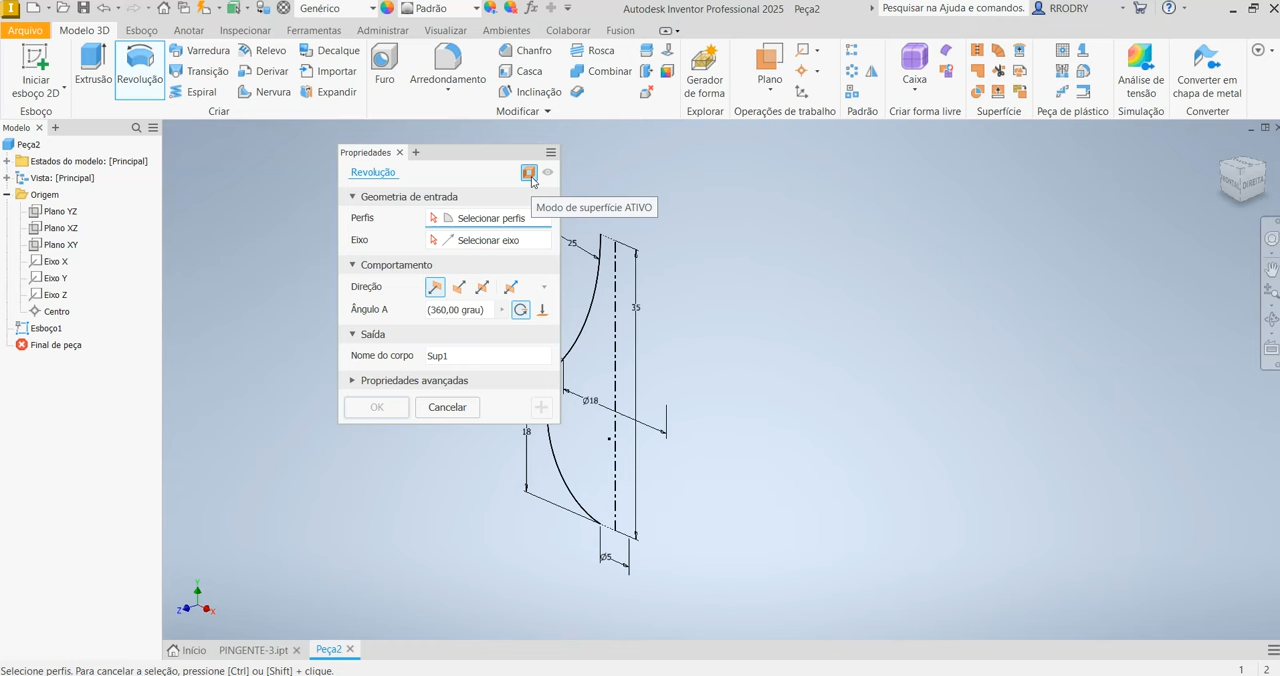 Genérico
Padrão
Autodesk Inventor Professional 2025 Peça2
Pesquisar na Ajuda e comandos.
RRODRY
Arquivo
Modelo 3D
Esboço
Anotar
Inspecionar
Ferramentas
Administrar
Visualizar
Ambientes
Colaborar
Fusion
Iniciar
esboço 2D
Extrusão
Revolução
Varredura
Transição
Espiral
Relevo
Derivar
Nervura
Decalque
Importar
Expandir
Furo
Arredondamento
Chanfro
Casca
Inclinação
Rosca
Combinar
Gerador
de forma
Plano
Caixa
Análise de
tensão
Converter em
chapa de metal
Esboço
Criar
Modificar
Explorar
Operações de trabalho
Padrão
Criar forma livre
Superfície
Peça de plástico
Simulação
Converter
Modelo
Peça2
Estados do modelo: [Principal]
Vista: [Principal]
Origem
Plano YZ
Plano XZ
Plano XY
Eixo X
Eixo Y
Eixo Z
Centro
Esboço1
Final de peça
Propriedades
Revolução
Modo de superfície ATIVO
Geometria de entrada
Perfis
Selecionar perfis
Eixo
Selecionar eixo
Comportamento
Direção
Ângulo A
(360,00 grau)
Saída
Nome do corpo
Sup1
Propriedades avançadas
OK
Cancelar
25
35
Ø18
18
Ø5
FRONTAL
DIREITA
Y
Z
X
Início
PINGENTE-3.ipt
Peça2
Selecione perfis. Para cancelar a seleção, pressione [Ctrl] ou [Shift] + clique.
1
2